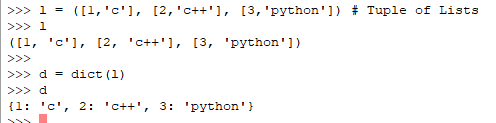 >>> l = ([1,'c'], [2,'c++'], [3,'python']) # Tuple of Lists
>>> l
([1, 'c'], [2, 'c++'], [3, 'python'])
>>>
>>> d = dict(l)
>>> d
{1: 'c', 2: 'c++', 3: 'python'}
>>>